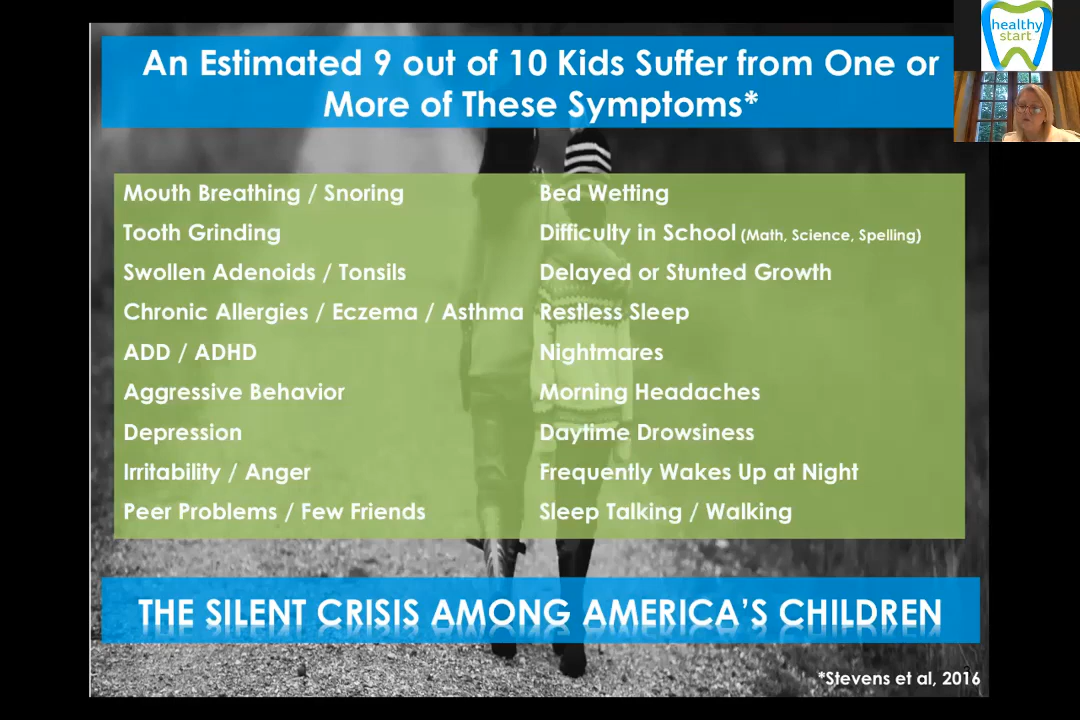 An Estimated 9 out of 10 Kids Suffer from One or
More of These Symptoms*
healthy
start
Mouth Breathing / Snoring
Tooth Grinding
Swollen Adenoids / Tonsils
Chronic Allergies / Eczema / Asthma
ADD / ADHD
Aggressive Behavior
Depression
Irritability / Anger
Peer Problems / Few Friends
Bed Wetting
Difficulty in School (Math, Science, Spelling)
Delayed or Stunted Growth
Restless Sleep
Nightmares
Morning Headaches
Daytime Drowsiness
Frequently Wakes Up at Night
Sleep Talking / Walking
THE SILENT CRISIS AMONG AMERICA'S CHILDREN
*Stevens et al, 2016